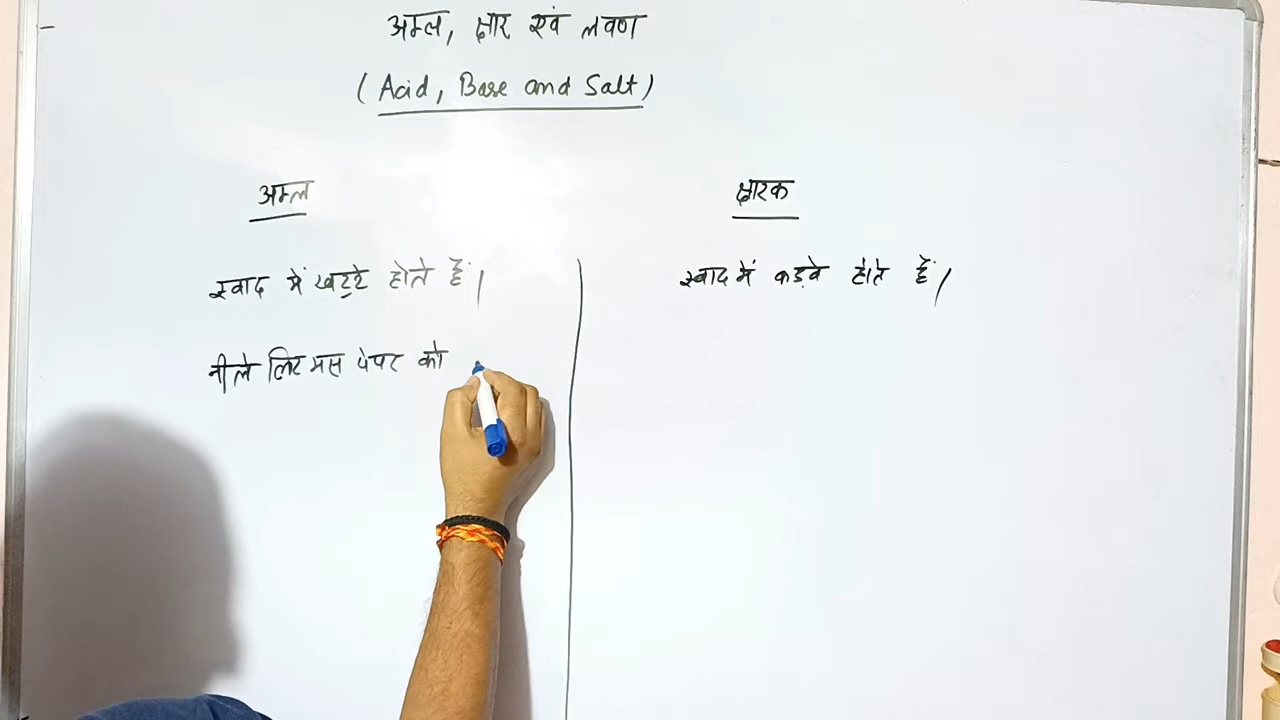 अम्ल, क्षार एवं लवण
(Acid, Base and Salt)
अम्ल
स्वाद में खट्टे होते हैं।
नीले लिटमस पेपर को
क्षारक
स्वाद में कड़वे होते हैं।